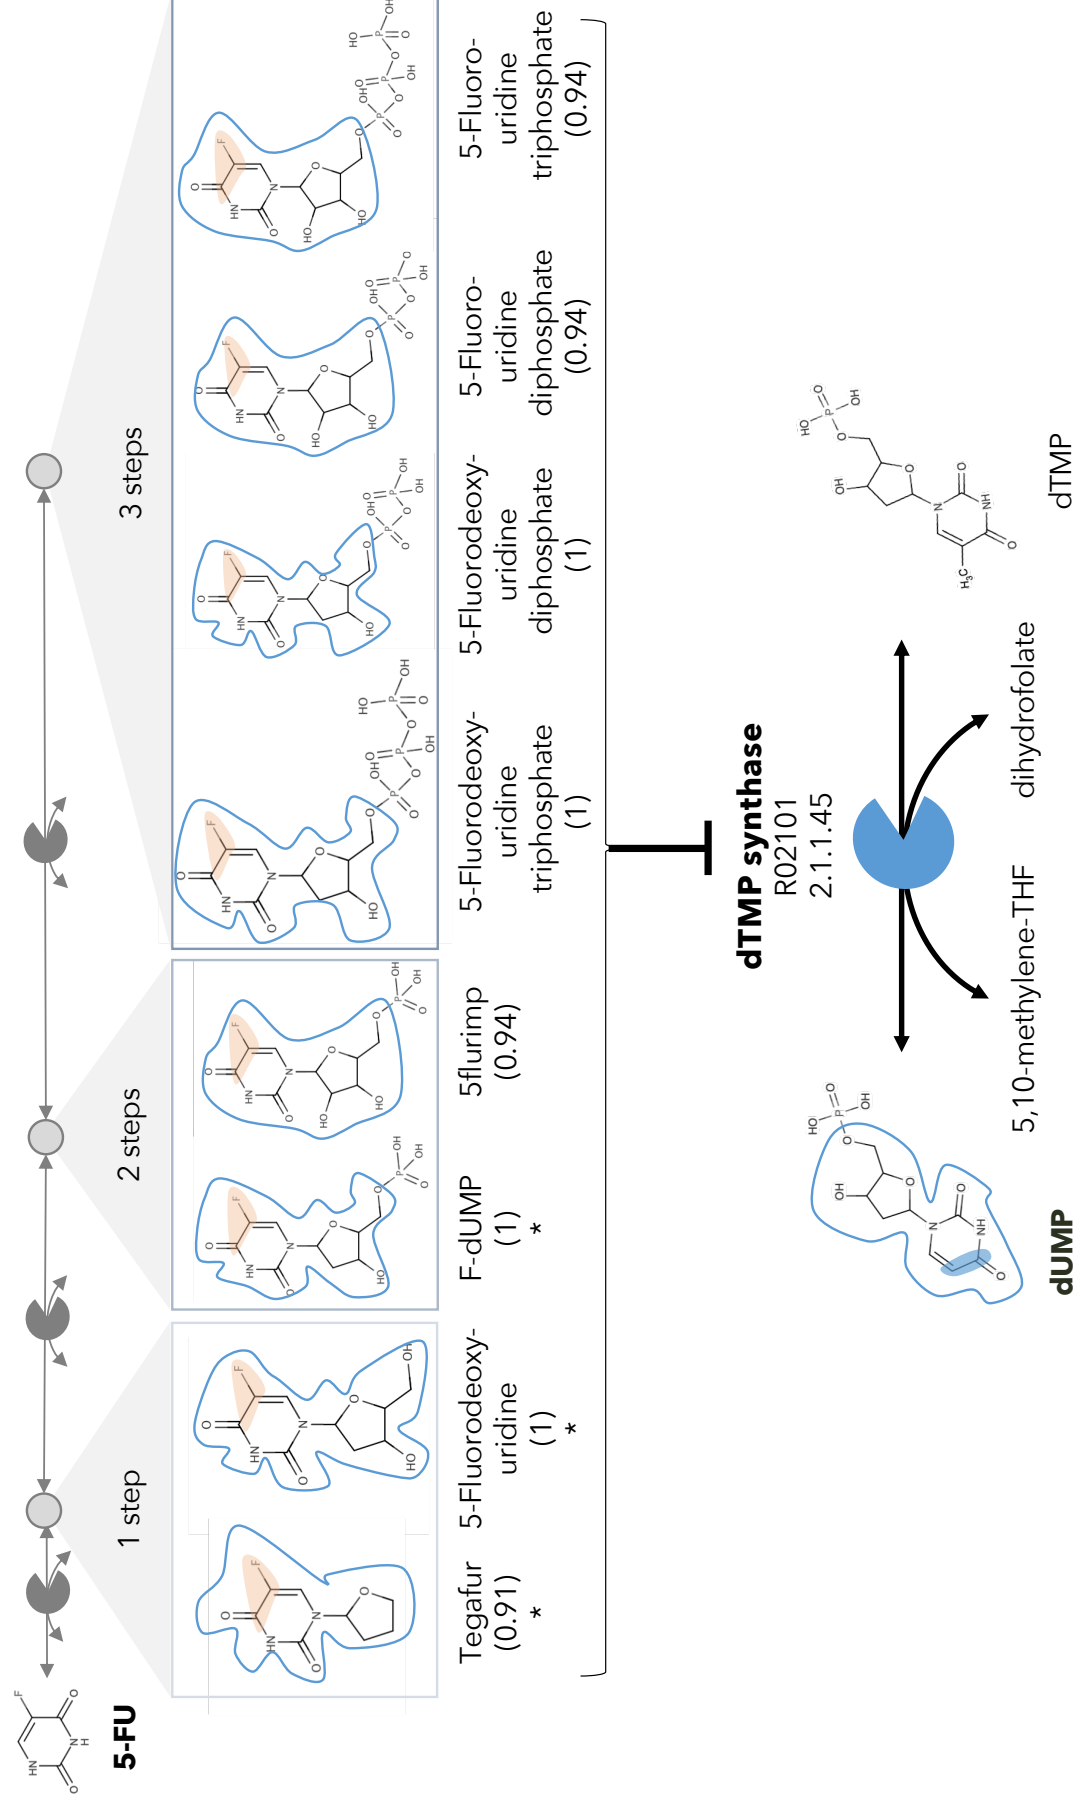 5-FU
1 step
2 steps
3 steps
Tegafur
(0.91)
*
5-Fluorodeoxy-
uridine
(1)
*
F-dUMP
(1)
*
5flurimp
(0.94)
5-Fluorodeoxy-
uridine
triphosphate
(1)
5-Fluorodeoxy-
uridine
diphosphate
(1)
5-Fluoro-
uridine
diphosphate
(0.94)
5-Fluoro-
uridine
triphosphate
(0.94)
dTMP synthase
R02101
2.1.1.45
5,10-methylene-THF
dihydrofolate
dUMP
dTMP